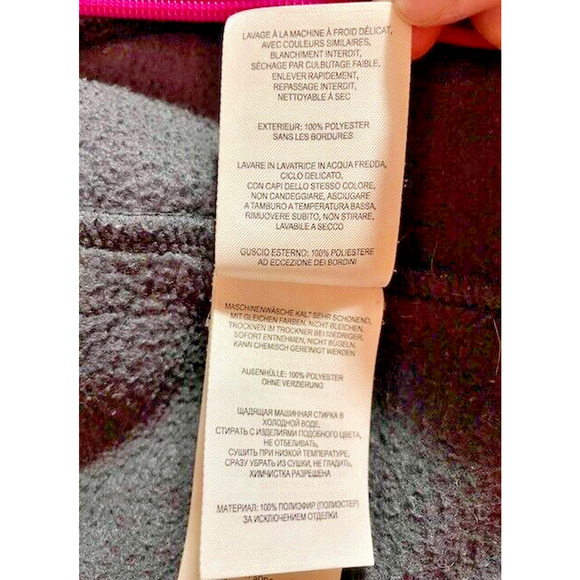 LAVAGE À LA MACHINE À FROID DÉLICAT,
AVEC COULEURS SIMILAIRES,
BLANCHIMENT INTERDIT,
SÉCHAGE PAR CULBUTAGE FAIBLE,
ENLEVER RAPIDEMENT,
REPASSAGE INTERDIT,
NETTOYABLE À SEC
EXTERIEUR: 100% POLYESTER
SANS LES BORDURES
LAVARE IN LAVATRICE IN ACQUA FREDDA,
CICLO DELICATO,
CON CAPI DELLO STESSO COLORE,
NON CANDEGGIARE, ASCIUGARE
A TAMBURO A TEMPERATURA BASSA,
RIMUOVERE SUBITO, NON STIRARE,
LAVABILE A SECCO
GUSCIO ESTERNO: 100% POLIESTERE
AD ECCEZIONE DEI BORDINI
MASCHINENWÄSCHE KALT SEHR SCHONEND,
MIT GLEICHEN FARBEN, NICHT BLEICHEN,
TROCKNEN IM TROCKNER BEI NIEDRIGER,
SOFORT ENTNEHMEN, NICHT BÜGELN,
KANN CHEMISCH GEREINIGT WERDEN
AUßENHÜLLE: 100% POLYESTER
OHNE VERZIERUNG
ЩАДЯЩАЯ МАШИННАЯ СТИРКА В
ХОЛОДНОЙ ВОДЕ,
СТИРАТЬ С ИЗДЕЛИЯМИ ПОДОБНОГО ЦВЕТА,
НЕ ОТБЕЛИВАТЬ,
СУШИТЬ ПРИ НИЗКОЙ ТЕМПЕРАТУРЕ,
СРАЗУ УБРАТЬ ИЗ СУШКИ, НЕ ГЛАДИТЬ,
ХИМЧИСТКА РАЗРЕШЕНА
МАТЕРИАЛ: 100% ПОЛИЭФИР (ПОЛИЭСТЕР)
ЗА ИСКЛЮЧЕНИЕМ ОТДЕЛКИ